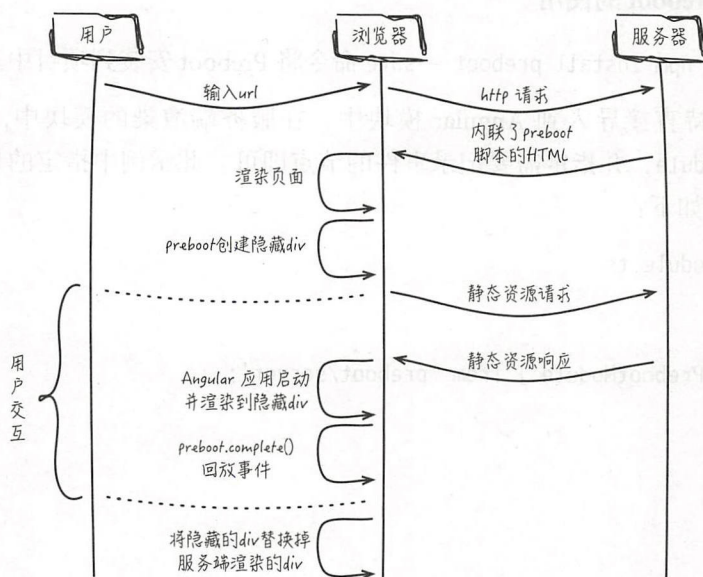 用户
浏览器
服务器
输入url
http 请求
内联了preboot
脚本的HTML
渲染页面
preboot创建隐藏div
静态资源请求
静态资源响应
用户交互
Angular 应用启动
并渲染到隐藏div
preboot.complete()
回放事件
将隐藏的div替换掉
服务端渲染的div